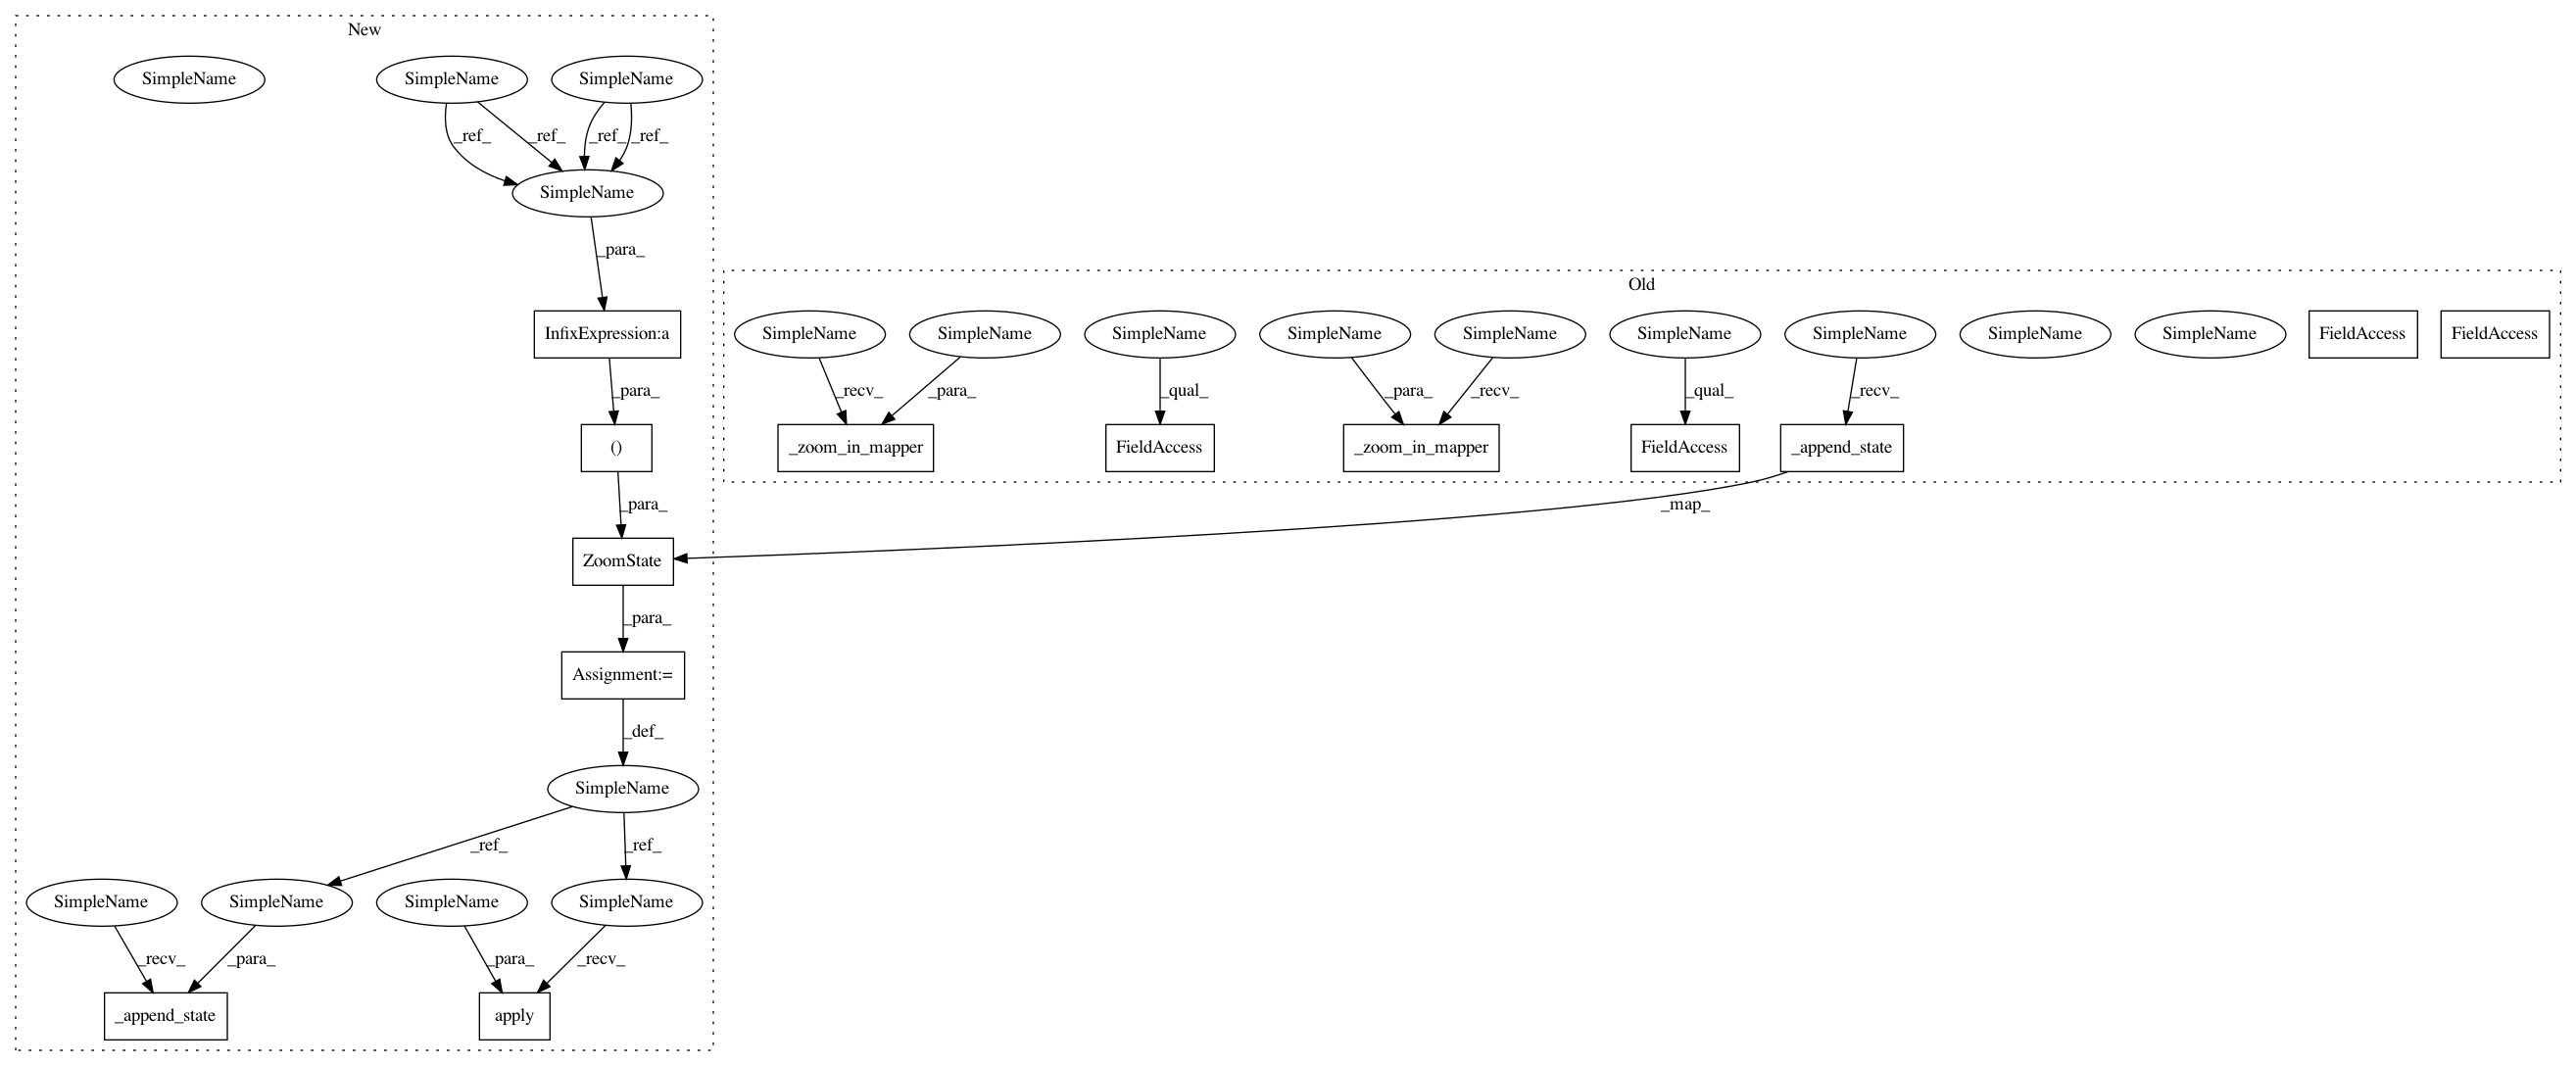 New
SimpleName SimpleName SimpleName
_ref_ _ref_ _ref_ _ref_
SimpleName
_para_
InfixExpression:a
_para_
()
_para_
ZoomState
_para_
Assignment:=
_def_
SimpleName
_ref_ _ref_
SimpleName SimpleName SimpleName SimpleName
_recv_ _para_ _para_ _recv_
_append_state apply
Old
SimpleName SimpleName SimpleName SimpleName SimpleName SimpleName SimpleName SimpleName SimpleName FieldAccess FieldAccess
_recv_ _para_ _qual_ _para_ _recv_ _qual_ _recv_
_zoom_in_mapper FieldAccess _zoom_in_mapper FieldAccess _append_state
_map_